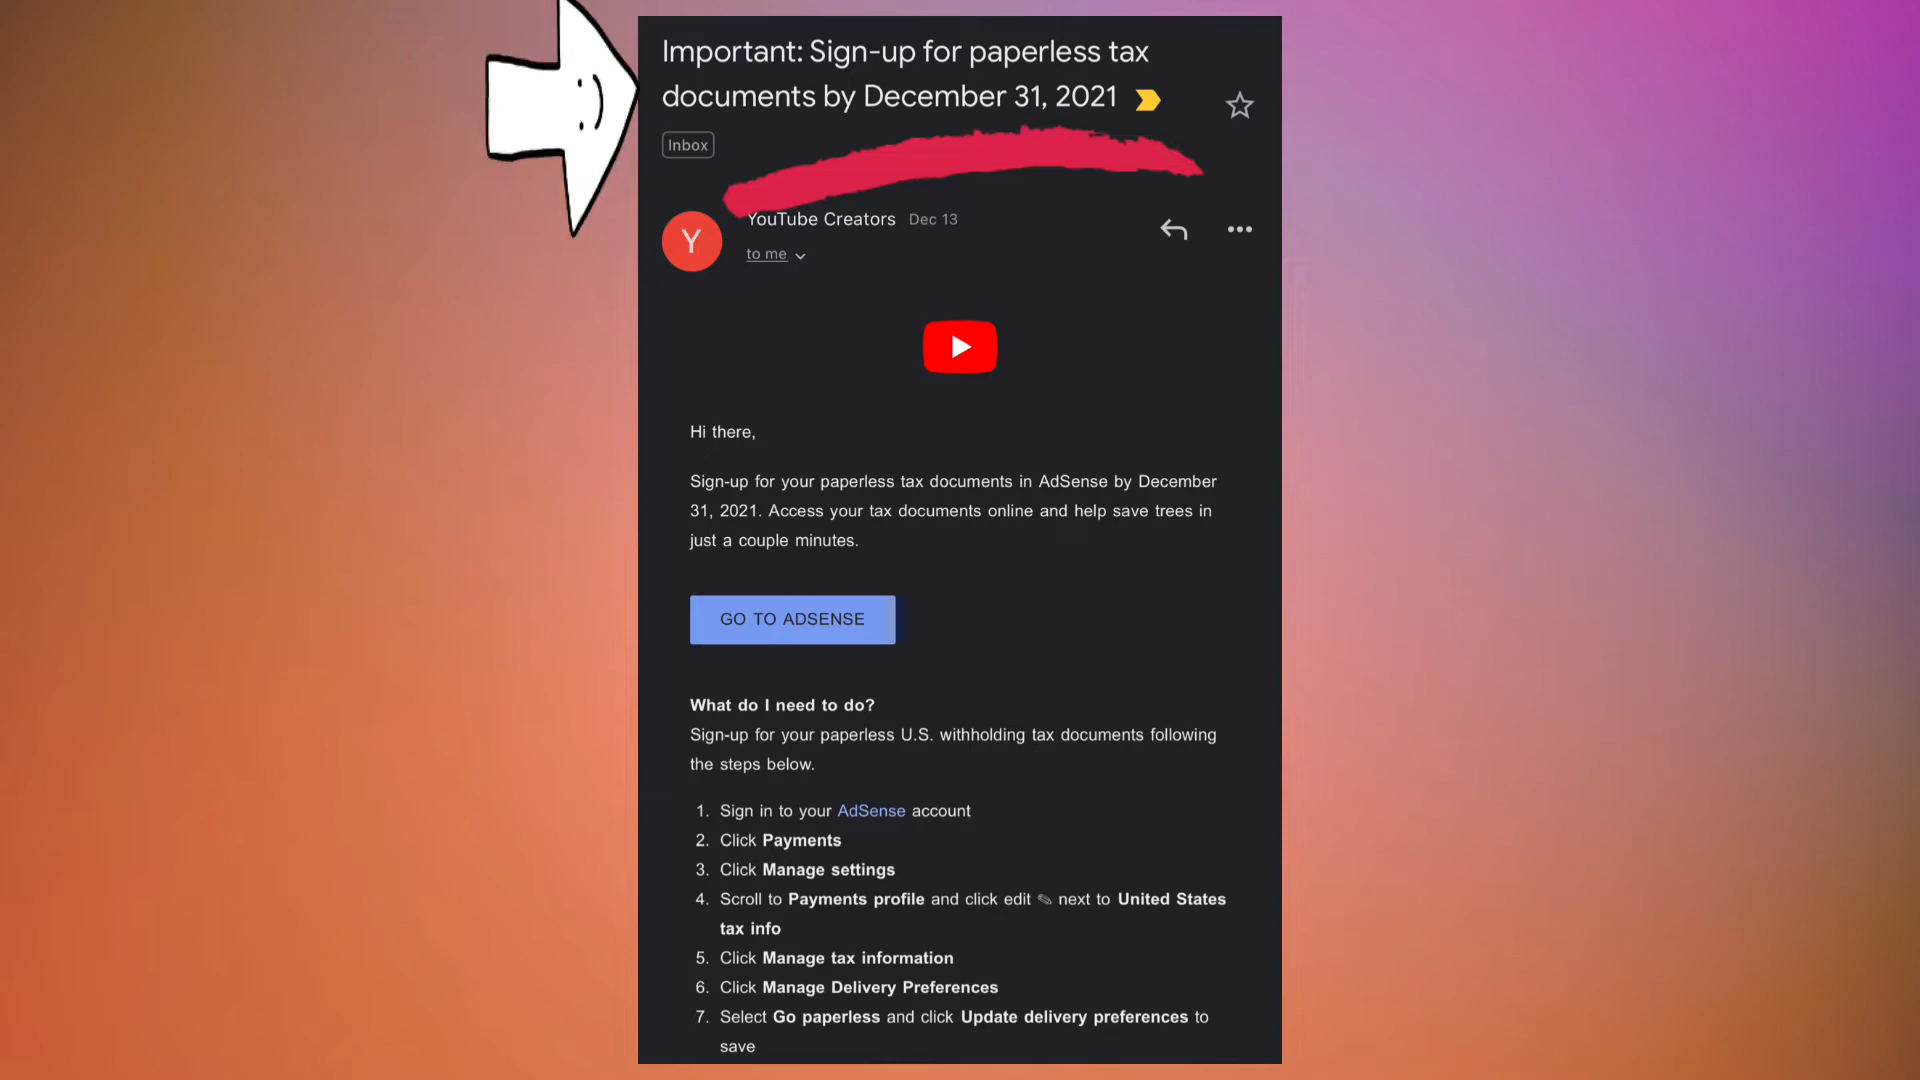 Important: Sign-up for paperless tax
documents by December 31, 2021
Inbox
Y
YouTube Creators Dec 13
to me
Hi there,
Sign-up for your paperless tax documents in AdSense by December
31, 2021. Access your tax documents online and help save trees in
just a couple minutes.
GO TO ADSENSE
What do I need to do?
Sign-up for your paperless U.S. withholding tax documents following
the steps below.
1. Sign in to your AdSense account
2. Click Payments
3. Click Manage settings
4. Scroll to Payments profile and click edit ✎ next to United States
tax info
5. Click Manage tax information
6. Click Manage Delivery Preferences
7. Select Go paperless and click Update delivery preferences to
save